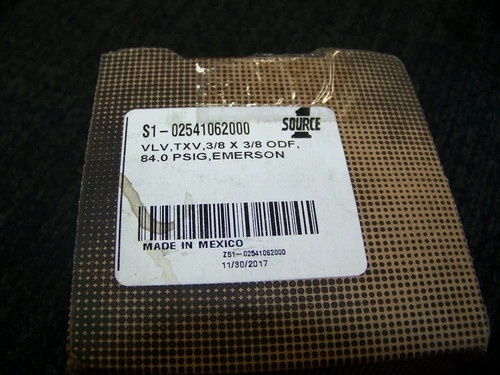 S1-02541062000
1
SOURCE
VLV,TXV,3/8 X 3/8 ODF,
84.0 PSIG,EMERSON
MADE IN MEXICO
ZS1-02541062000
11/30/2017